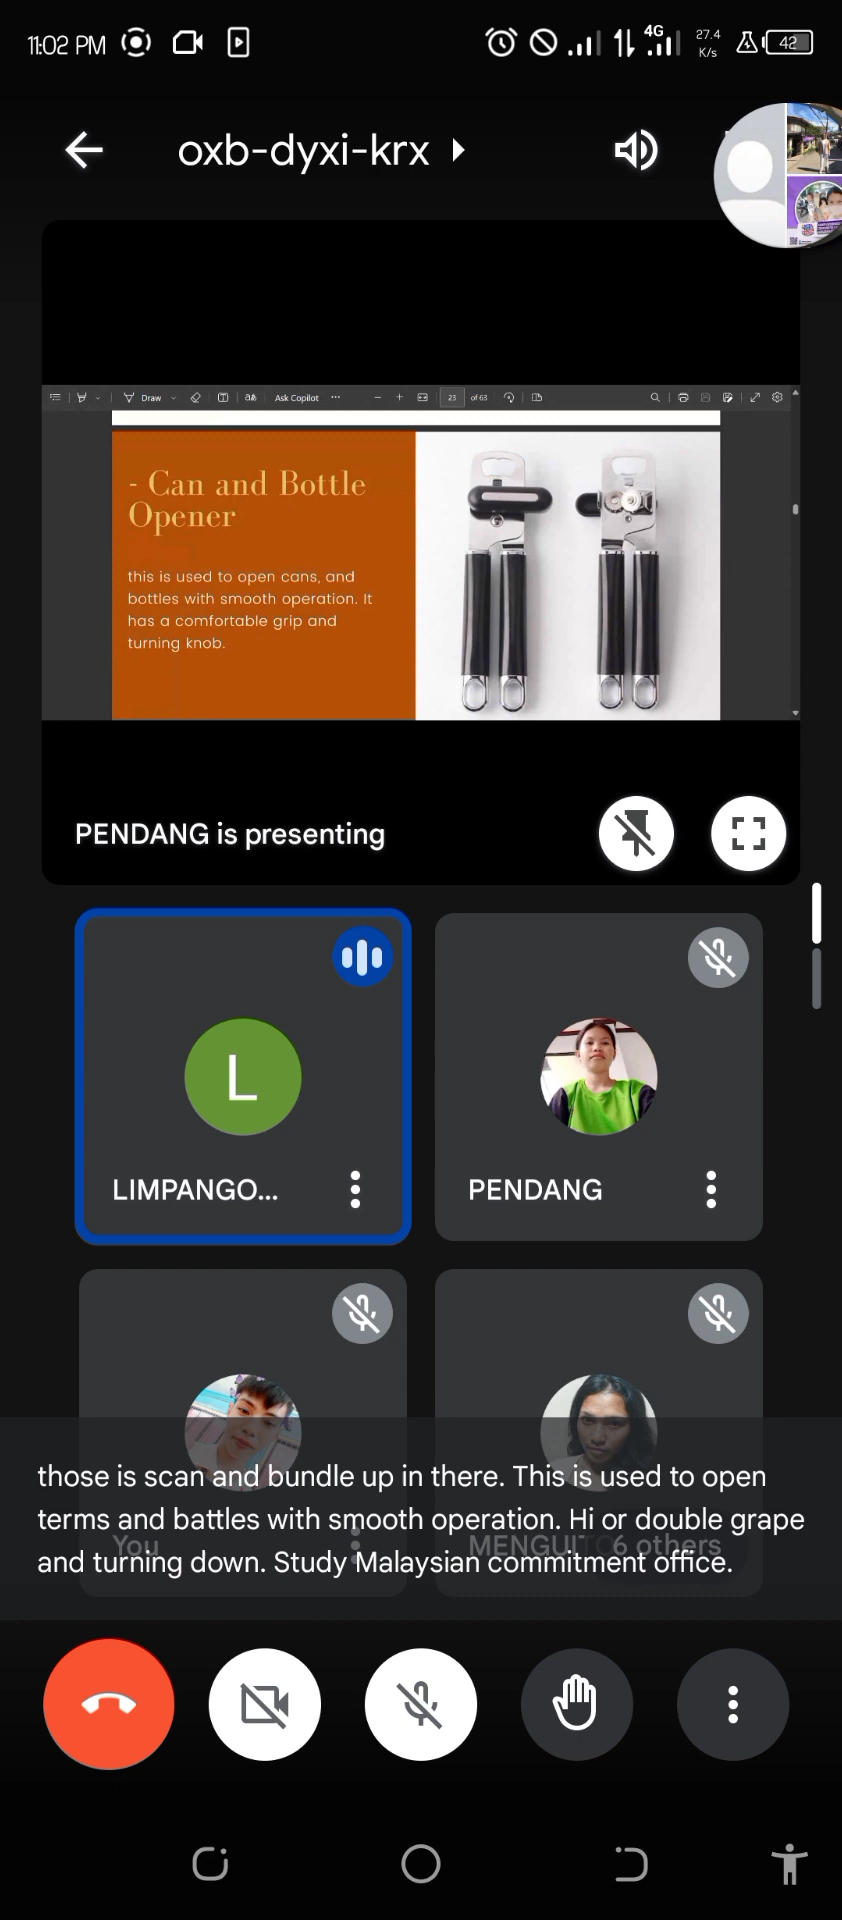 11:02 PM
4G
27.4
K/s
42
oxb-dyxi-krx
Draw
aあ
Ask Copilot
23
of 63
- Can and Bottle
Opener
this is used to open cans, and
bottles with smooth operation. It
has a comfortable grip and
turning knob.
PENDANG is presenting
L
LIMPANGO...
PENDANG
You
MENGUIT
6 others
those is scan and bundle up in there. This is used to open
terms and battles with smooth operation. Hi or double grape
and turning down. Study Malaysian commitment office.